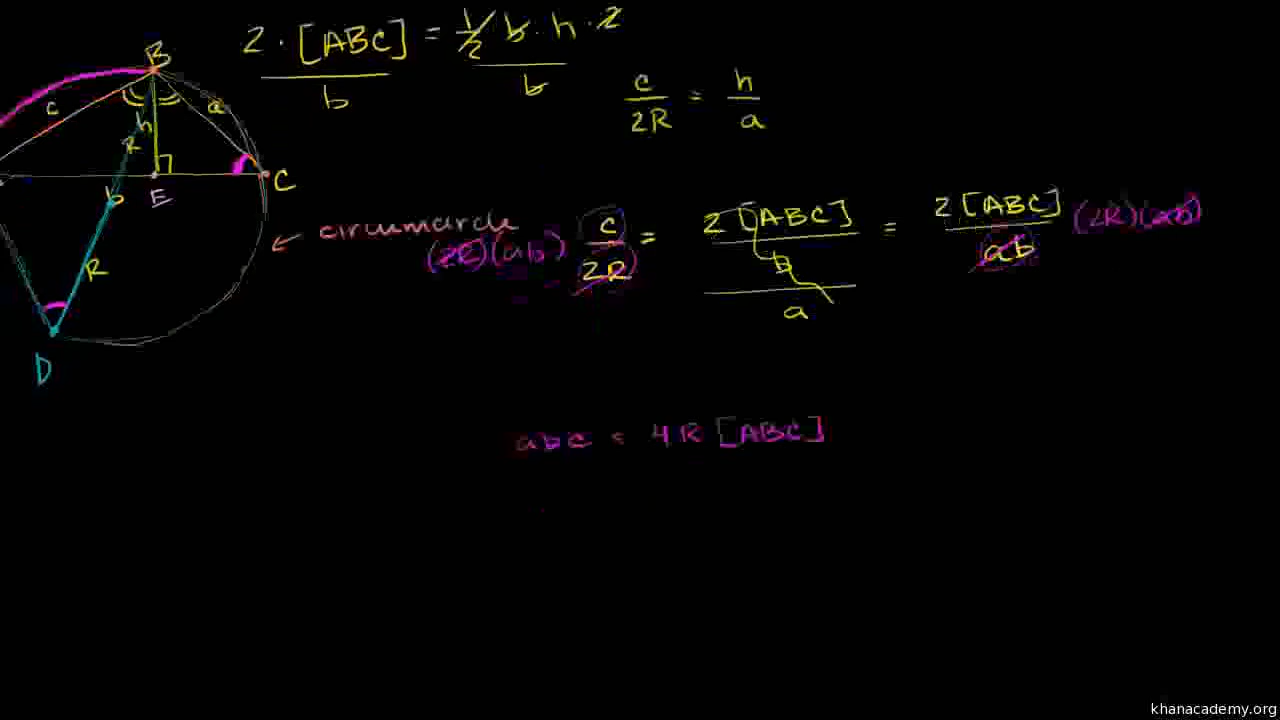 2 · [ABC] = 1/2 b · h · 2
b
b
c/2R = h/a
B
c
a
h
R
b
E
C
R
D
← circumcircle
(2R)(ab) c/2R = 2[ABC]/b/a = 2[ABC]/ab (2R)(ab)
abc = 4R [ABC]
khanacademy.org